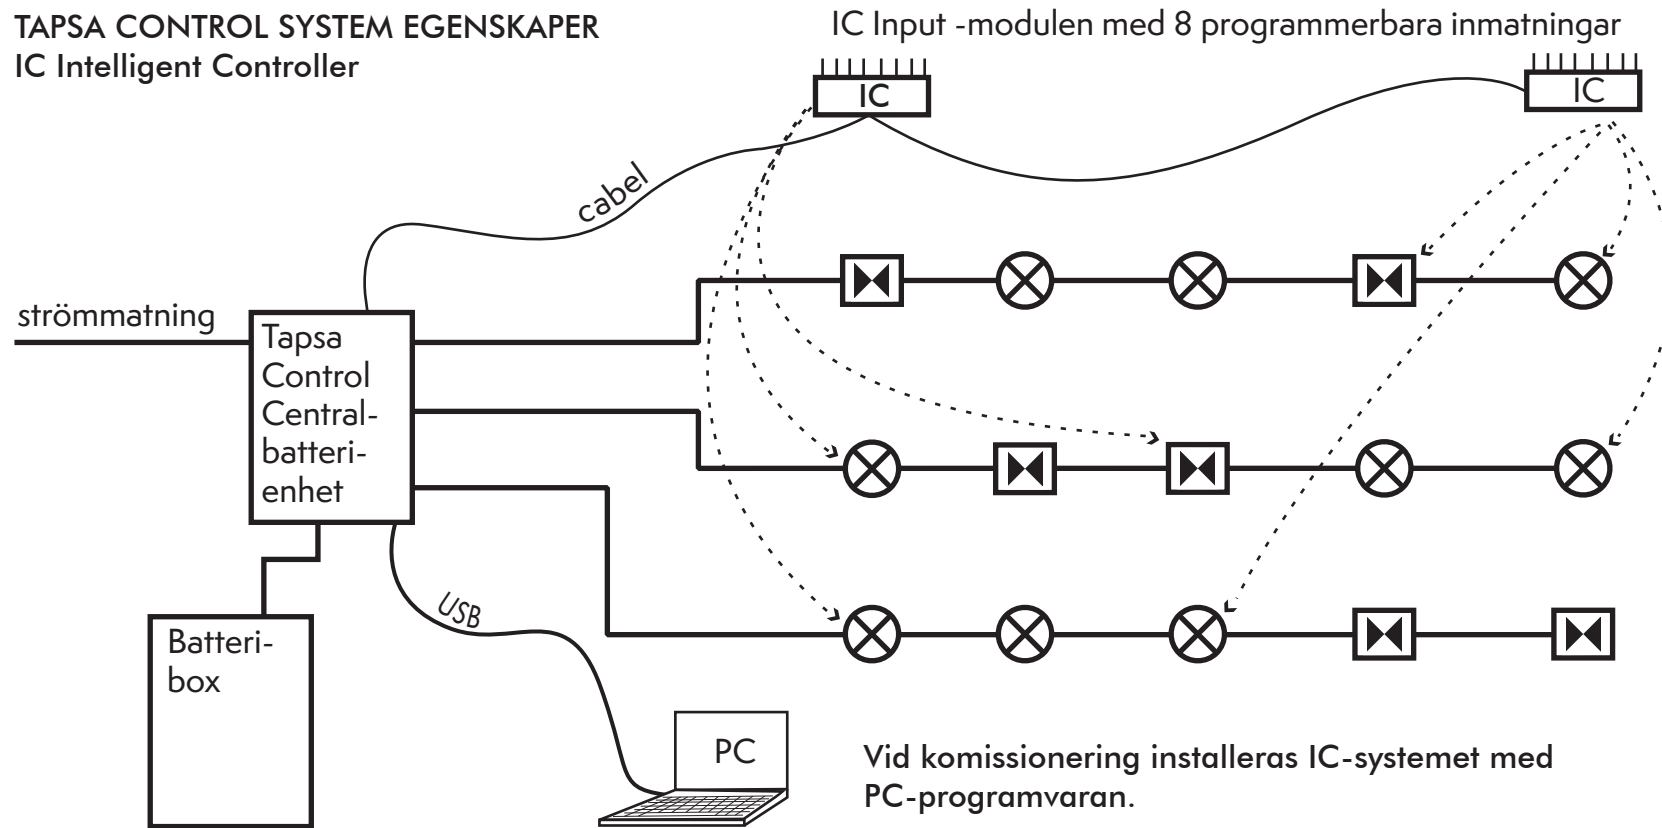 TAPSA CONTROL SYSTEM EGENSKAPER
IC Intelligent Controller
IC Input -modulen med 8 programmerbara inmatningar
IC
IC
cabel
strömmatning
Tapsa
Control
Central-
batteri-
enhet
USB
Batteri-
box
PC
Vid komissionering installeras IC-systemet med
PC-programvaran.